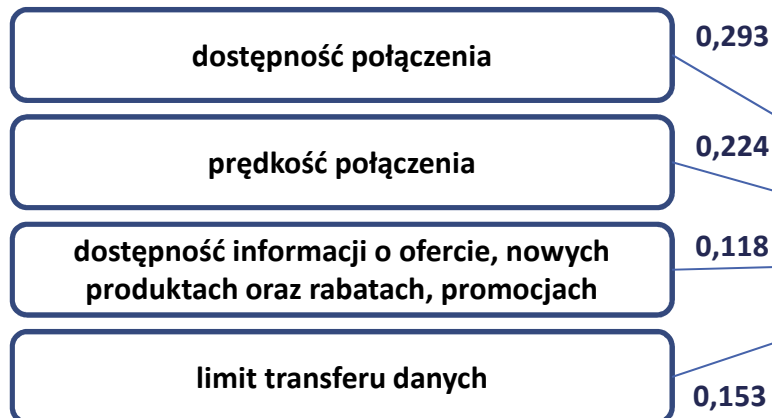 dostępność połączenia
0,293
prędkość połączenia
0,224
dostępność informacji o ofercie, nowych
produktach oraz rabatach, promocjach
0,118
limit transferu danych
0,153